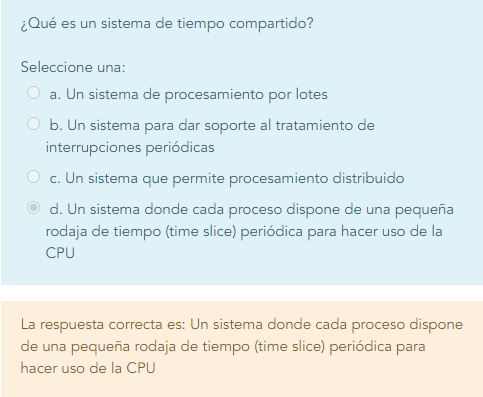 ¿Qué es un sistema de tiempo compartido?
Seleccione una:
a. Un sistema de procesamiento por lotes
b. Un sistema para dar soporte al tratamiento de
interrupciones periódicas
c. Un sistema que permite procesamiento distribuido
d. Un sistema donde cada proceso dispone de una pequeña
rodaja de tiempo (time slice) periódica para hacer uso de la
CPU
La respuesta correcta es: Un sistema donde cada proceso dispone
de una pequeña rodaja de tiempo (time slice) periódica para
hacer uso de la CPU